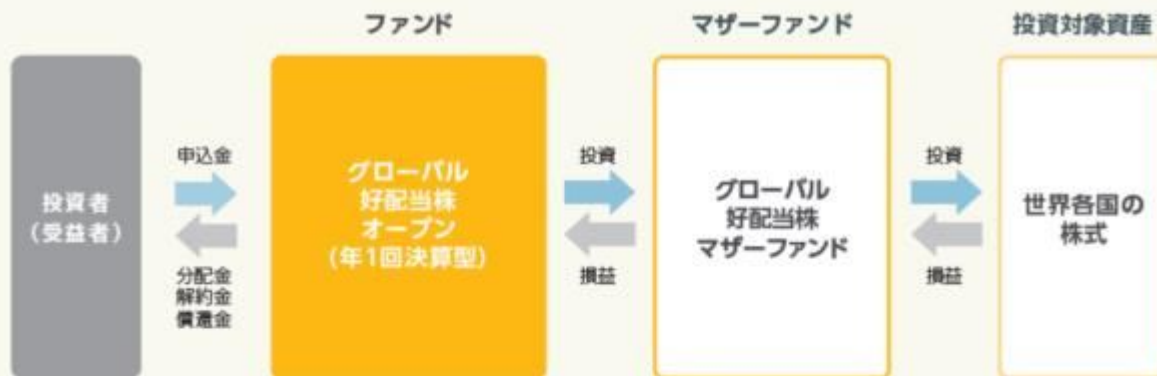 ファンド
マザーファンド
投資対象資産
投資者
（受益者）
申込金
分配金
解約金
償還金
グローバル
好配当株
オープン
(年1回決算型)
投資
損益
グローバル
好配当株
マザーファンド
投資
損益
世界各国の
株式